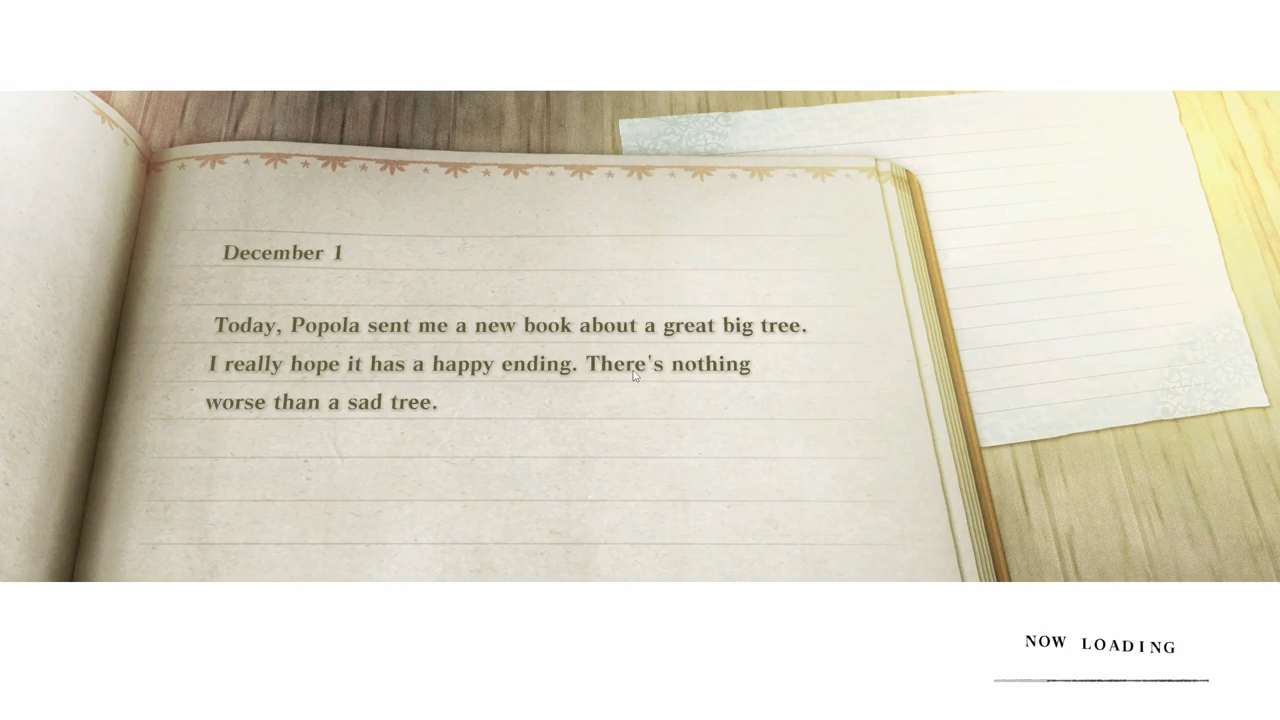 December 1
Today, Popola sent me a new book about a great big tree.
I really hope it has a happy ending. There's nothing
worse than a sad tree.
NOW LOADING